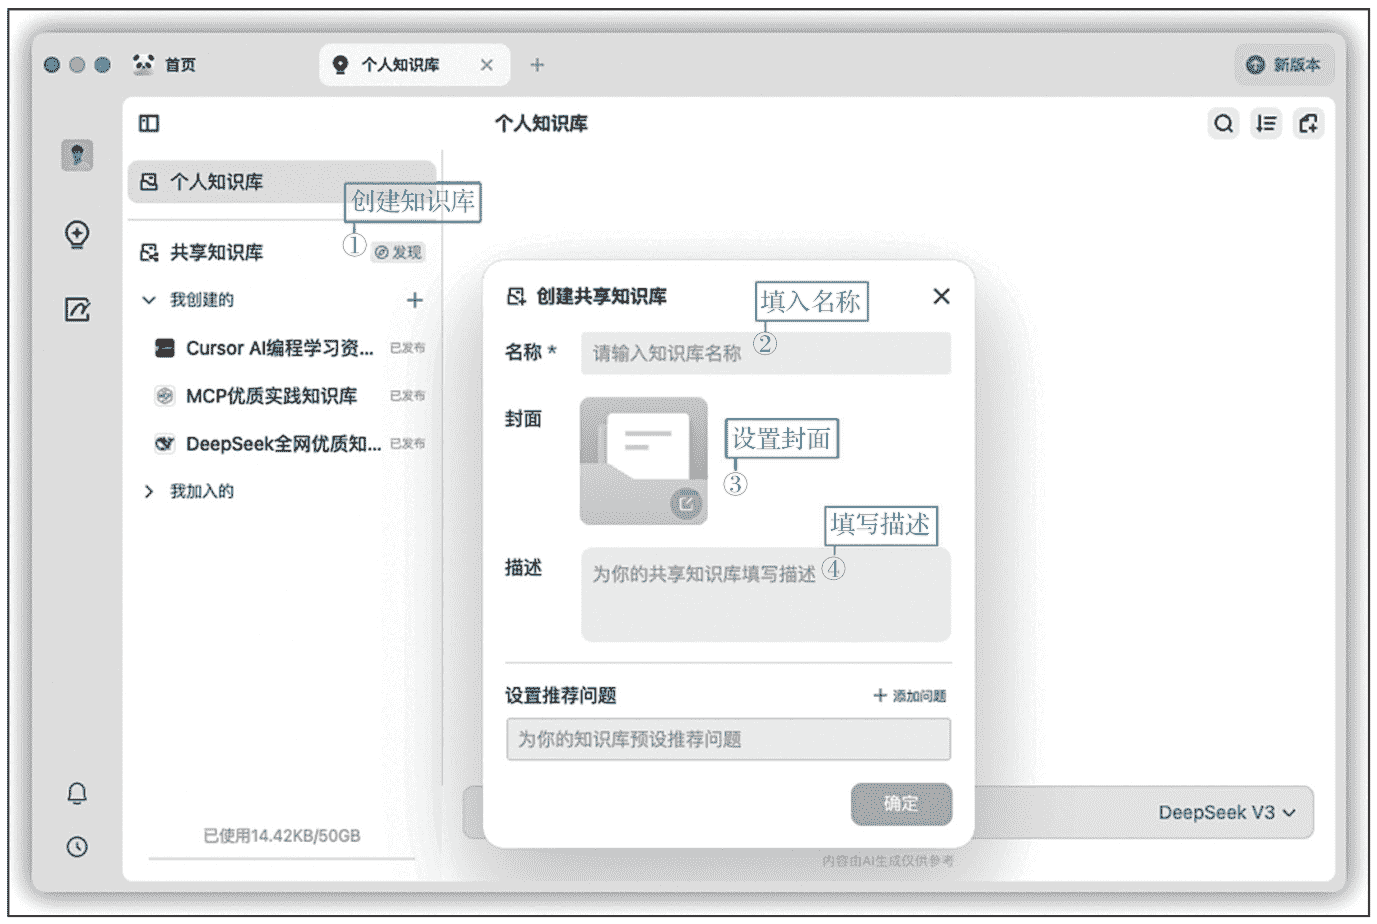 首页
个人知识库
新版本
个人知识库
个人知识库
创建知识库
①
共享知识库
发现
我创建的
Cursor AI编程学习资...
已发布
MCP优质实践知识库
已发布
DeepSeek全网优质知...
已发布
我加入的
已使用14.42KB/50GB
创建共享知识库
填入名称
②
名称 *
请输入知识库名称
封面
设置封面
③
填写描述
④
描述
为你的共享知识库填写描述
设置推荐问题
+ 添加问题
为你的知识库预设推荐问题
确定
DeepSeek V3
内容由AI生成仅供参考